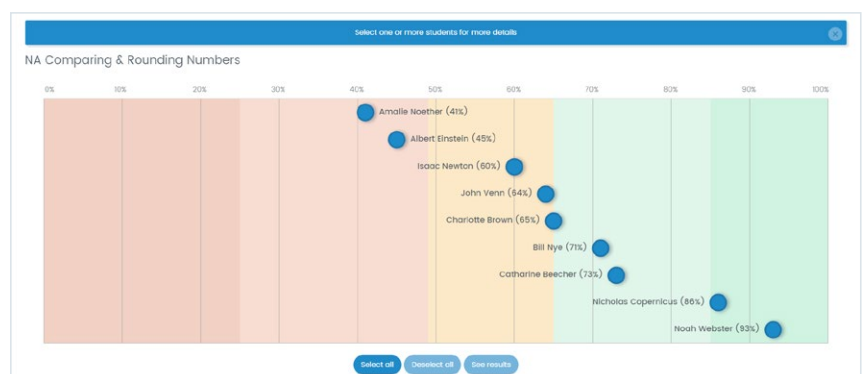 Select one or more students for more details
NA Comparing & Rounding Numbers
0% 10% 20% 30% 40% 50% 60% 70% 80% 90% 100%
Amalie Noether (41%)
Albert Einstein (45%)
Isaac Newton (60%)
John Venn (64%)
Charlotte Brown (65%)
Bill Nye (71%)
Catharine Beecher (73%)
Nicholas Copernicus (86%)
Noah Webster (93%)
Select all Deselect all See results